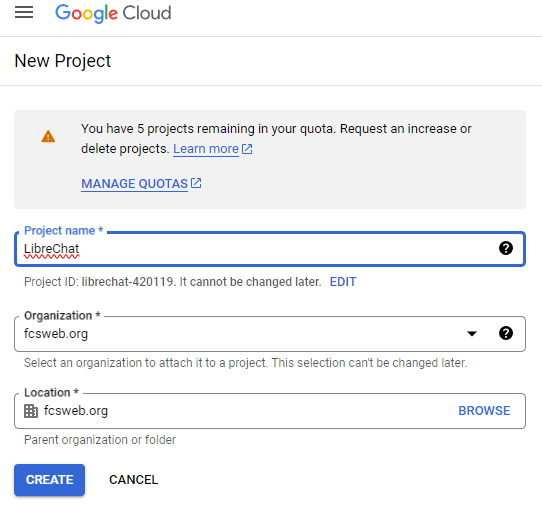 Google Cloud
New Project
You have 5 projects remaining in your quota. Request an increase or
delete projects. Learn more
MANAGE QUOTAS
Project name *
LibreChat
Project ID: librechat-420119. It cannot be changed later. EDIT
Organization *
fcsweb.org
Select an organization to attach it to a project. This selection can't be changed later.
Location *
fcsweb.org BROWSE
Parent organization or folder
CREATE CANCEL